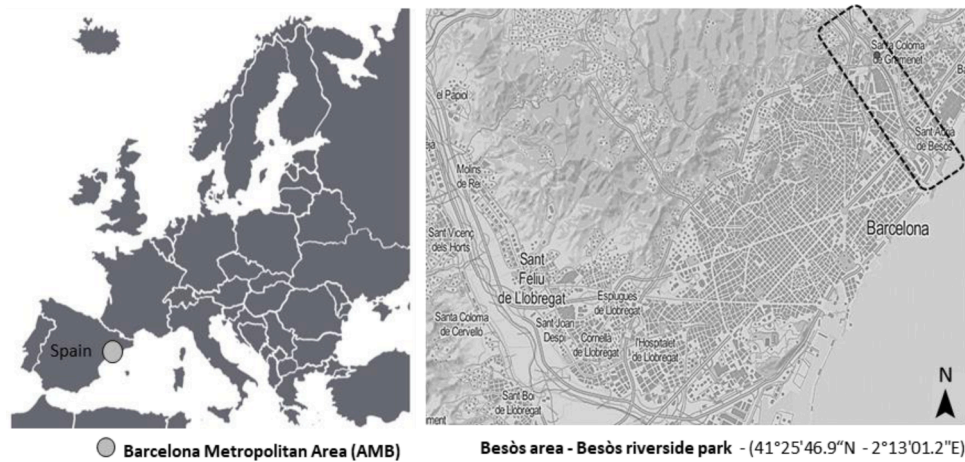 Spain
Barcelona Metropolitan Area (AMB)
Santa Coloma
de Gramenet
el Papiol
Ba
Sant Adrià
de Besòs
Molins
de Rei
Barcelona
Sant Vicenç
dels Horts
Sant
Feliu
de Llobregat
Esplugues
de Llobregat
Santa Coloma
de Cervelló
Sant Joan
Despí
Cornellà
de Llobregat
l'Hospitalet
de Llobregat
Sant Boi
de Llobregat
ment
N
Besòs area - Besòs riverside park - (41°25'46.9“N - 2°13'01.2"E)